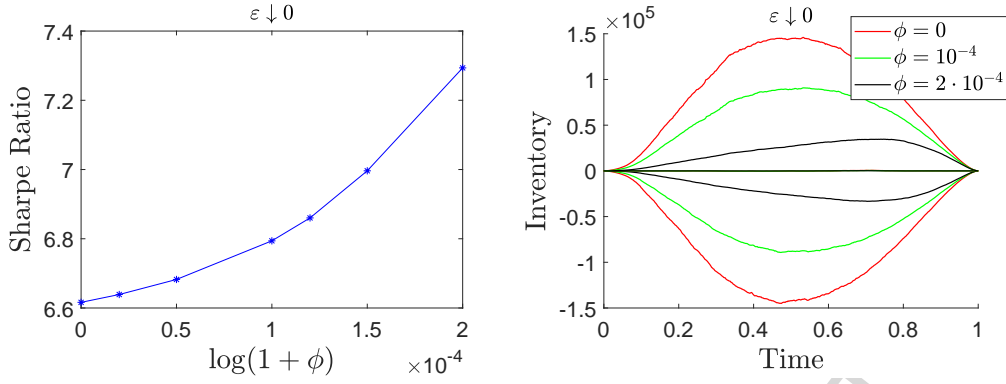 ε ↓ 0
Sharpe Ratio
7.4
7.2
7
6.8
6.6
0
0.5
1
1.5
2
×10⁻⁴
log(1 + ϕ)
ε ↓ 0
×10⁵
Inventory
1.5
1
0.5
0
-0.5
-1
-1.5
0
0.2
0.4
0.6
0.8
1
Time
ϕ = 0
ϕ = 10⁻⁴
ϕ = 2 · 10⁻⁴